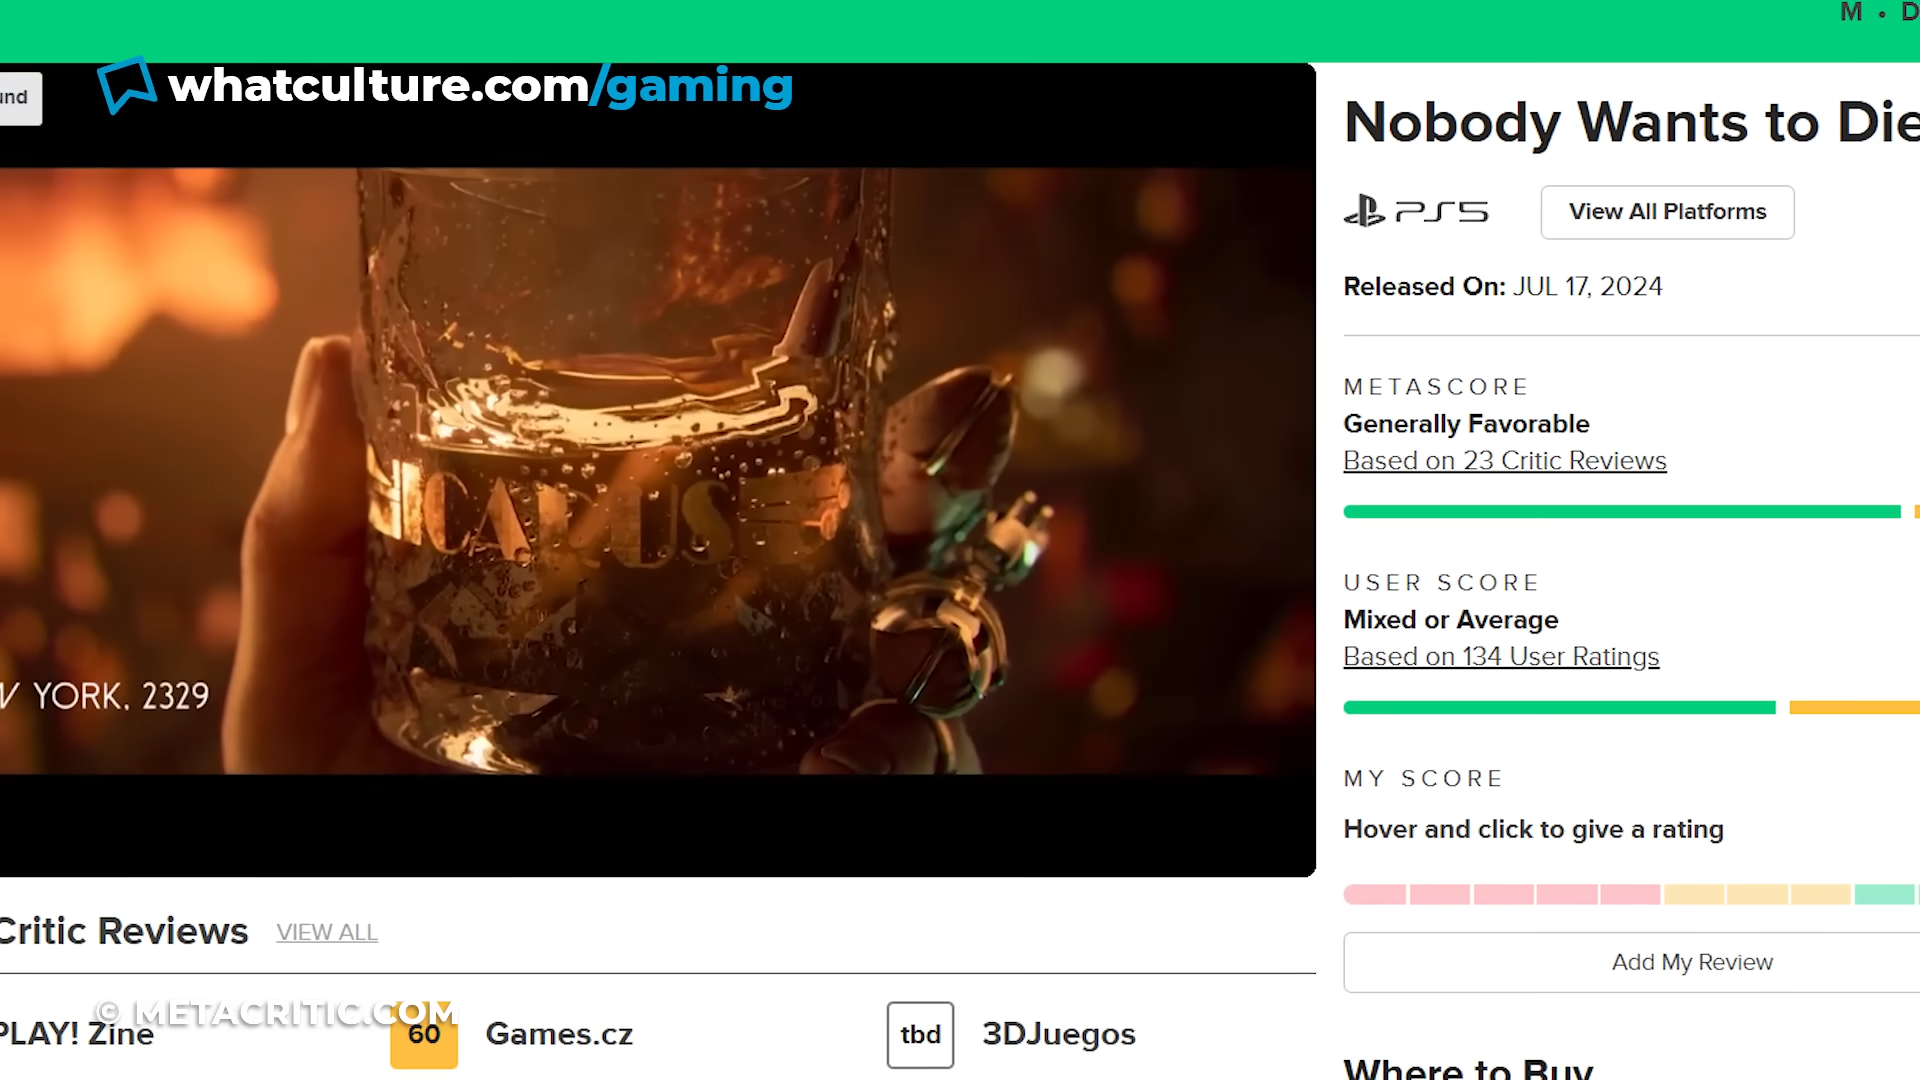 M • D
und
whatculture.com/gaming
Nobody Wants to Die
PS5
View All Platforms
Released On: JUL 17, 2024
METASCORE
Generally Favorable
Based on 23 Critic Reviews
USER SCORE
Mixed or Average
Based on 134 User Ratings
ICARUS
W YORK, 2329
MY SCORE
Hover and click to give a rating
Add My Review
Critic Reviews
VIEW ALL
© METACRITIC.COM
PLAY! Zine
60
Games.cz
tbd
3DJuegos
Where to Buy